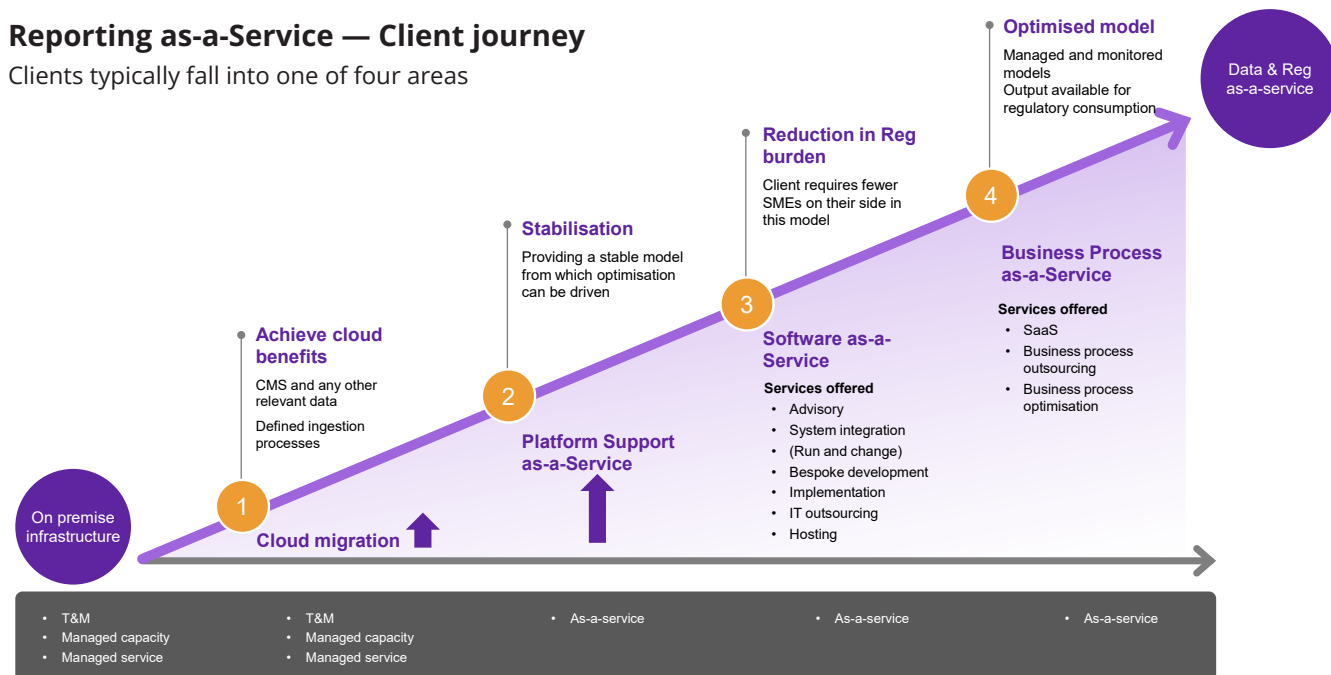 Reporting as-a-Service — Client journey
Clients typically fall into one of four areas
Optimised model
Managed and monitored
models
Output available for
regulatory consumption
Data & Reg
as-a-service
Reduction in Reg
burden
Client requires fewer
SMEs on their side in
this model
4
Stabilisation
Providing a stable model
from which optimisation
can be driven
Business Process
as-a-Service
Services offered
• SaaS
• Business process
outsourcing
• Business process
optimisation
3
Achieve cloud
benefits
CMS and any other
relevant data
Defined ingestion
processes
Software as-a-
Service
Services offered
• Advisory
• System integration
• (Run and change)
• Bespoke development
• Implementation
• IT outsourcing
• Hosting
2
Platform Support
as-a-Service
1
On premise
infrastructure
Cloud migration
• T&M
• Managed capacity
• Managed service
• T&M
• Managed capacity
• Managed service
• As-a-service
• As-a-service
• As-a-service